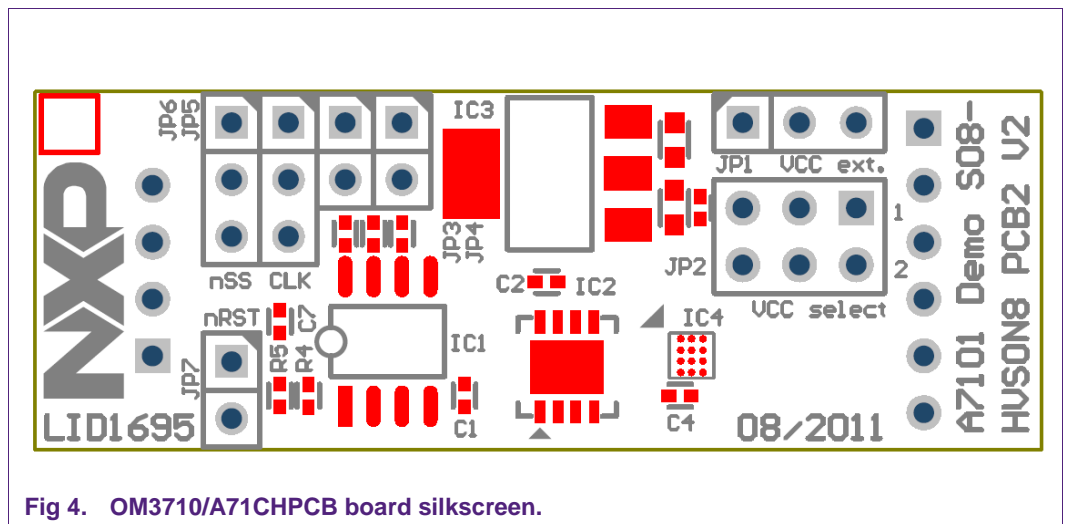 JP6
JP5
IC3
JP1 VCC ext.
JP3
JP4
1
2
JP2
VCC select
nSS CLK
C2
IC2
nRST
C7
IC1
IC4
R5
R4
JP7
C1
C4
NXP
LID1695
08/2011
A7101 Demo SO8-
HVSON8 PCB2 V2
Fig 4. OM3710/A71CHPCB board silkscreen.